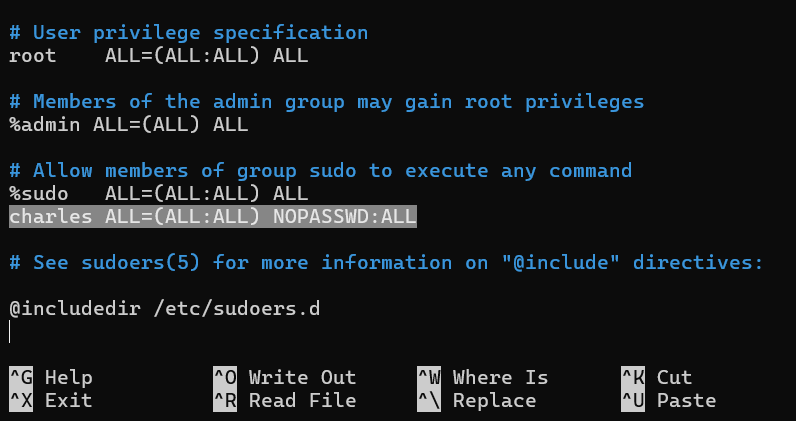 # User privilege specification
root    ALL=(ALL:ALL) ALL
# Members of the admin group may gain root privileges
%admin ALL=(ALL) ALL
# Allow members of group sudo to execute any command
%sudo   ALL=(ALL:ALL) ALL
charles ALL=(ALL:ALL) NOPASSWD:ALL
# See sudoers(5) for more information on "@include" directives:
@includedir /etc/sudoers.d
^G Help          ^O Write Out     ^W Where Is      ^K Cut
^X Exit          ^R Read File     ^\ Replace       ^U Paste